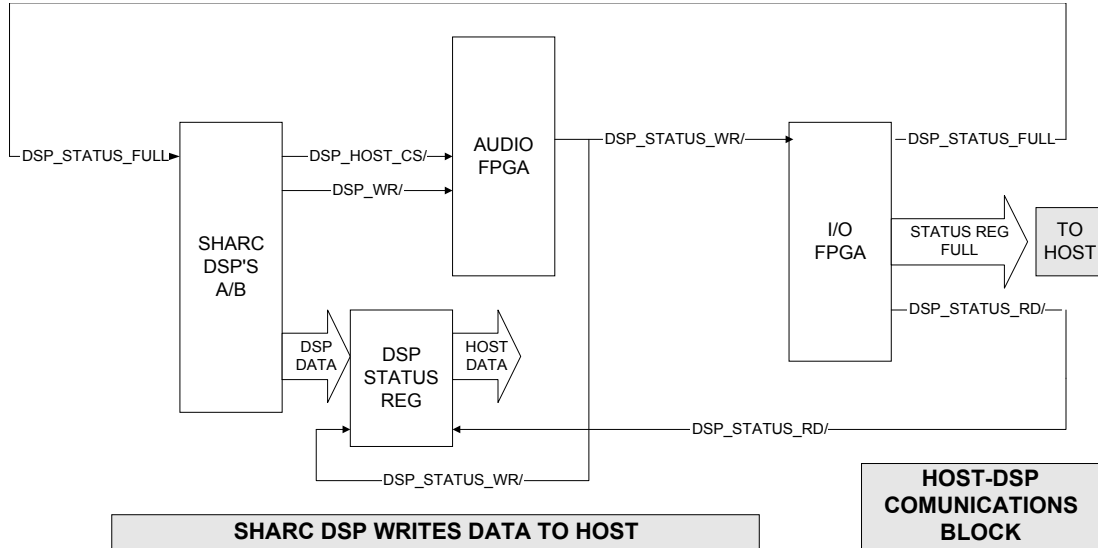 DSP_STATUS_FULL
DSP_HOST_CS/
DSP_WR/
SHARC
DSP'S
A/B
AUDIO
FPGA
DSP_STATUS_WR/
I/O
FPGA
DSP_STATUS_FULL
STATUS REG
FULL
TO
HOST
DSP_STATUS_RD/
DSP
DATA
DSP
STATUS
REG
HOST
DATA
DSP_STATUS_RD/
DSP_STATUS_WR/
SHARC DSP WRITES DATA TO HOST
HOST-DSP
COMUNICATIONS
BLOCK